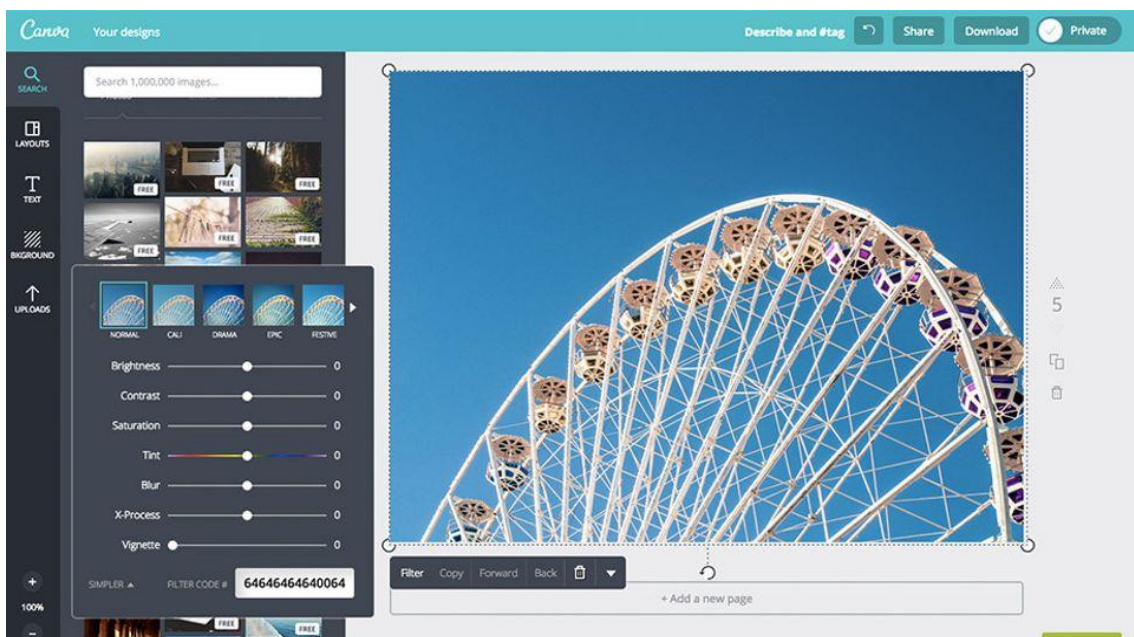 Canva Your designs Describe and #tag Share Download Private
SEARCH
Search 1,000,000 images...
LAYOUTS
TEXT
BKGROUND
UPLOADS
FREE FREE FREE
FREE FREE FREE
NORMAL CALI DRAMA EPIC FESTIVE
Brightness 0
Contrast 0
Saturation 0
Tint 0
Blur 0
X-Process 0
Vignette 0
SIMPLER FILTER CODE # 64646464640064
FREE FREE
100%
5
Filter Copy Forward Back
+ Add a new page